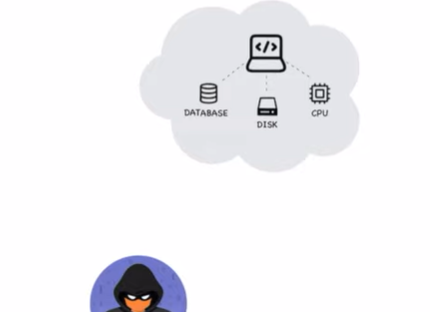 </>
DATABASE
DISK
CPU